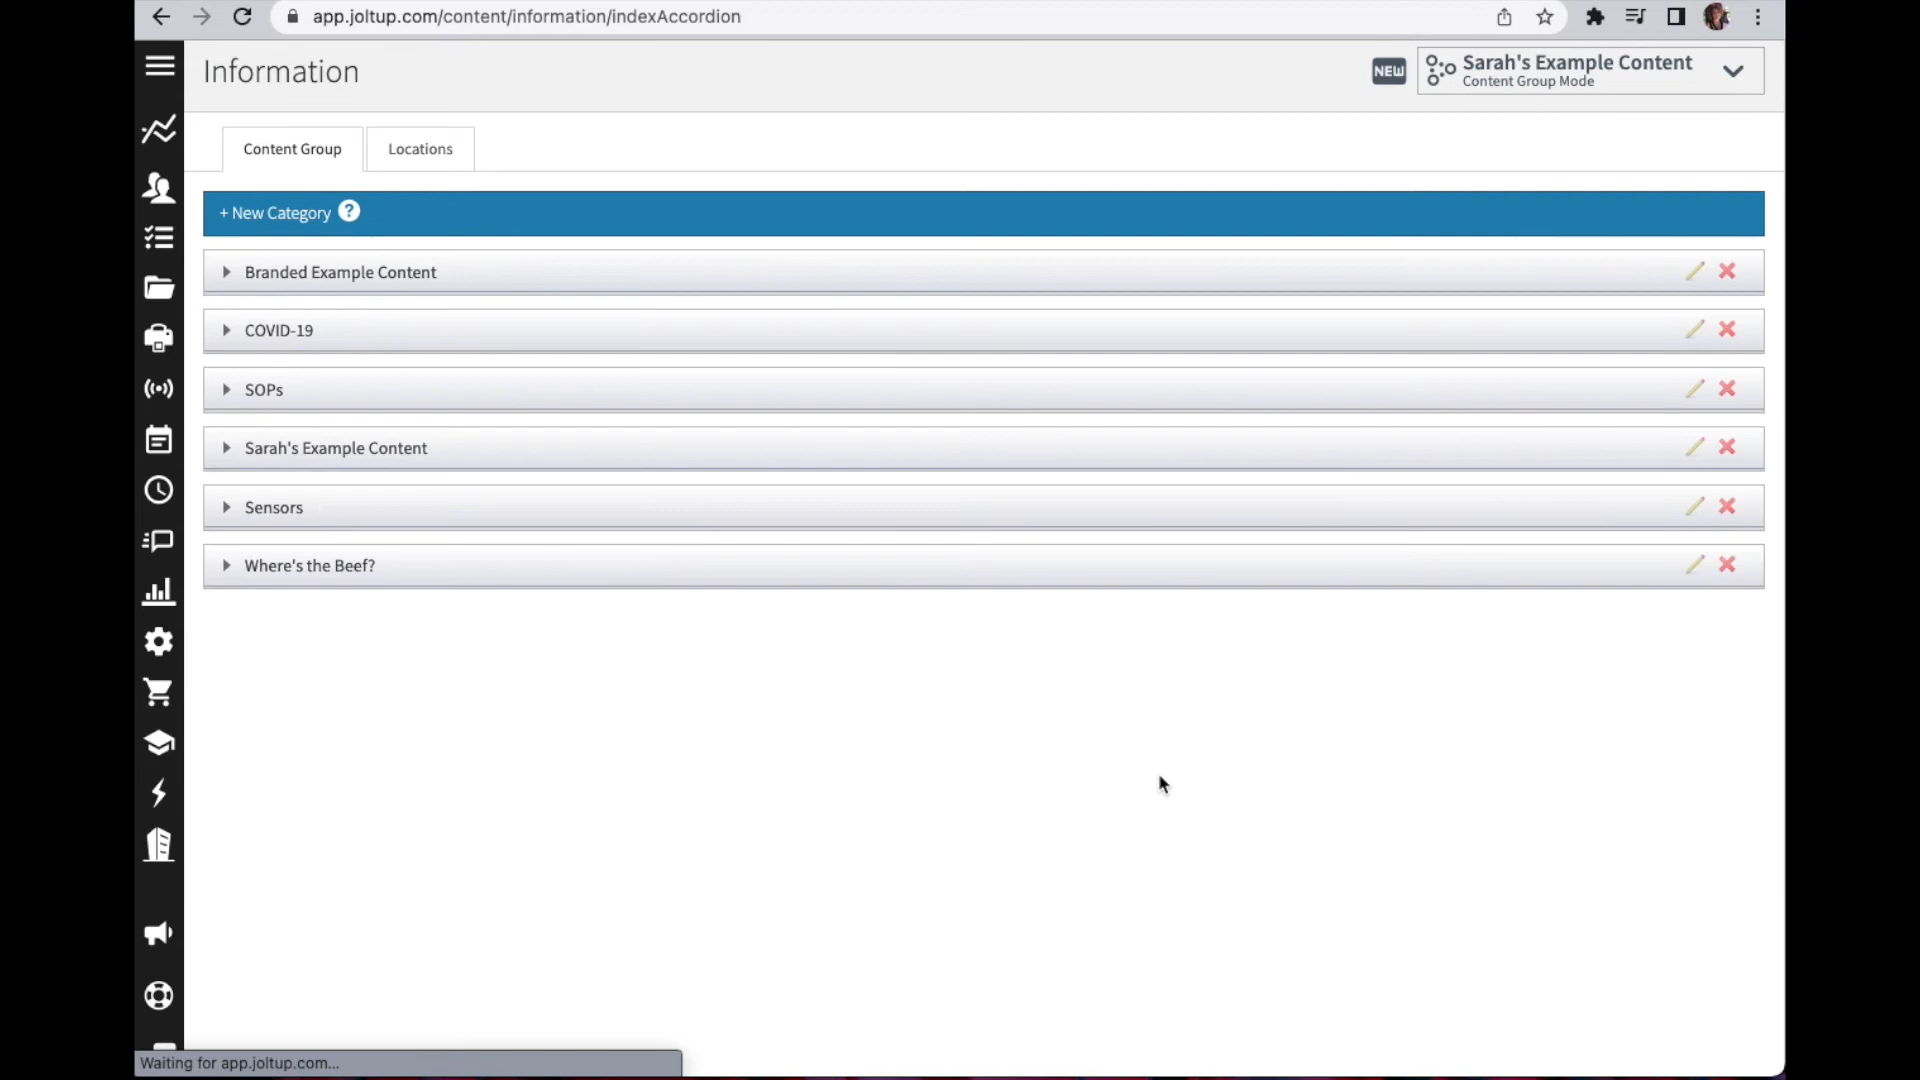 app.joltup.com/content/information/indexAccordion
Information
NEW
Sarah's Example Content
Content Group Mode
Content Group
Locations
+ New Category ?
Branded Example Content
COVID-19
SOPs
Sarah's Example Content
Sensors
Where's the Beef?
Waiting for app.joltup.com...